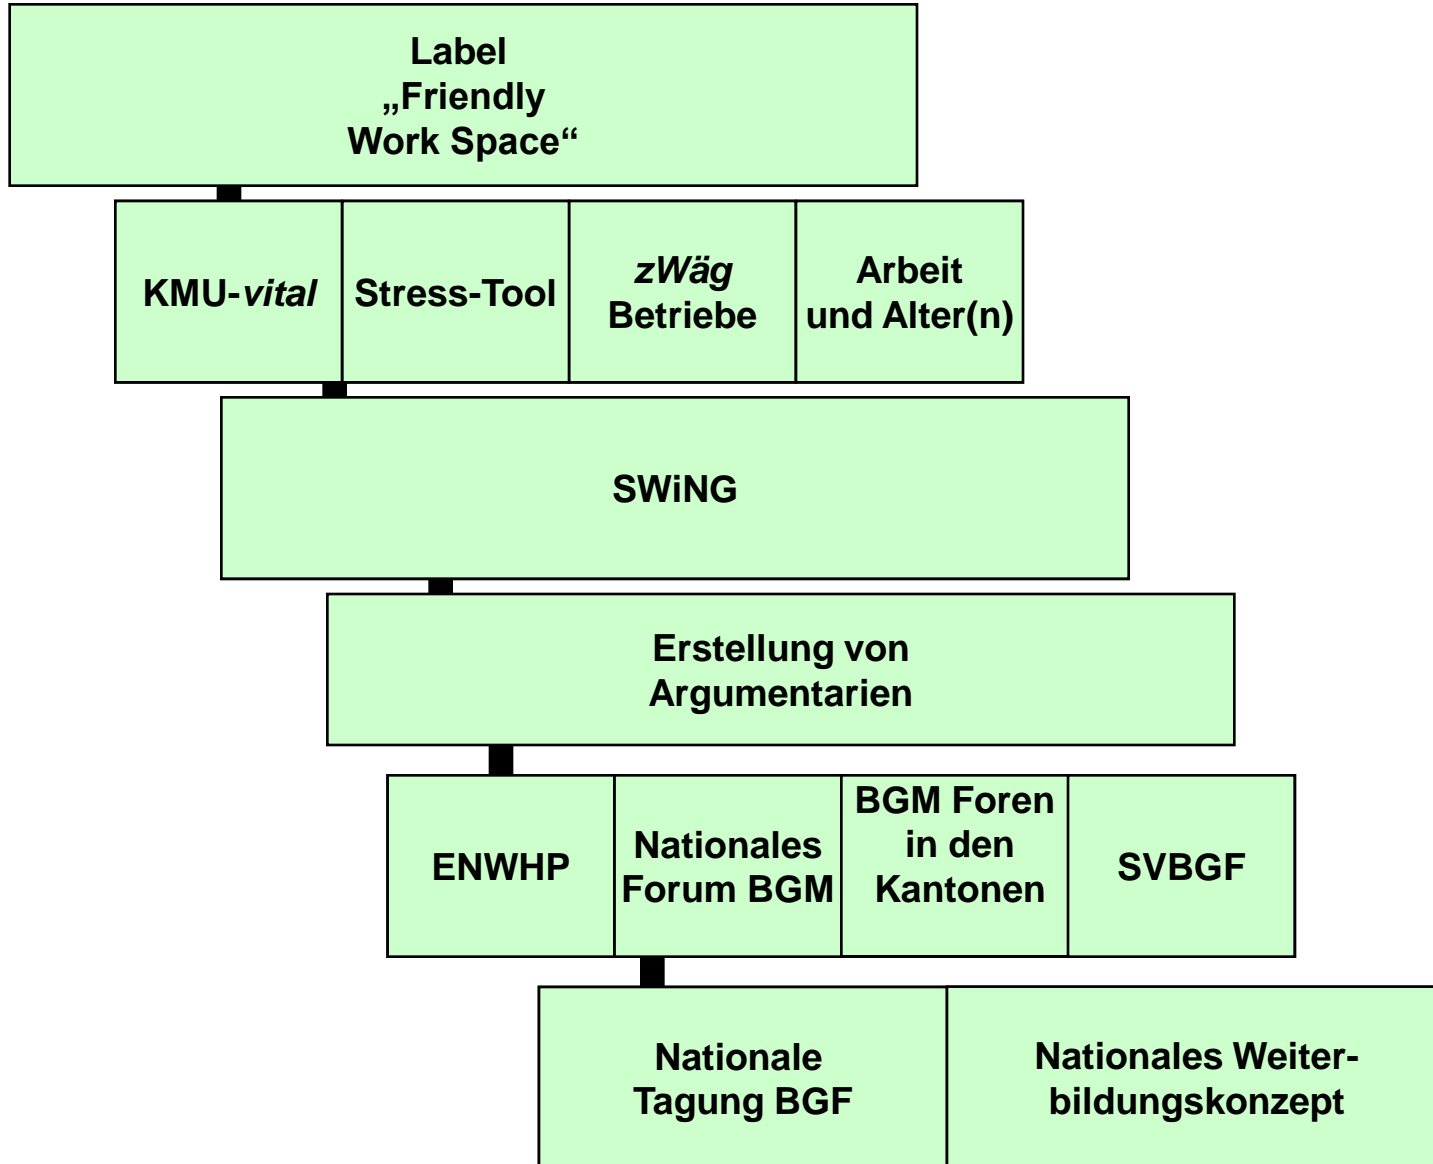 Label
„Friendly
Work Space“
KMU-vital
Stress-Tool
zWäg
Betriebe
Arbeit
und Alter(n)
SWiNG
Erstellung von
Argumentarien
ENWHP
Nationales
Forum BGM
BGM Foren
in den
Kantonen
SVBGF
Nationale
Tagung BGF
Nationales Weiter-
bildungskonzept